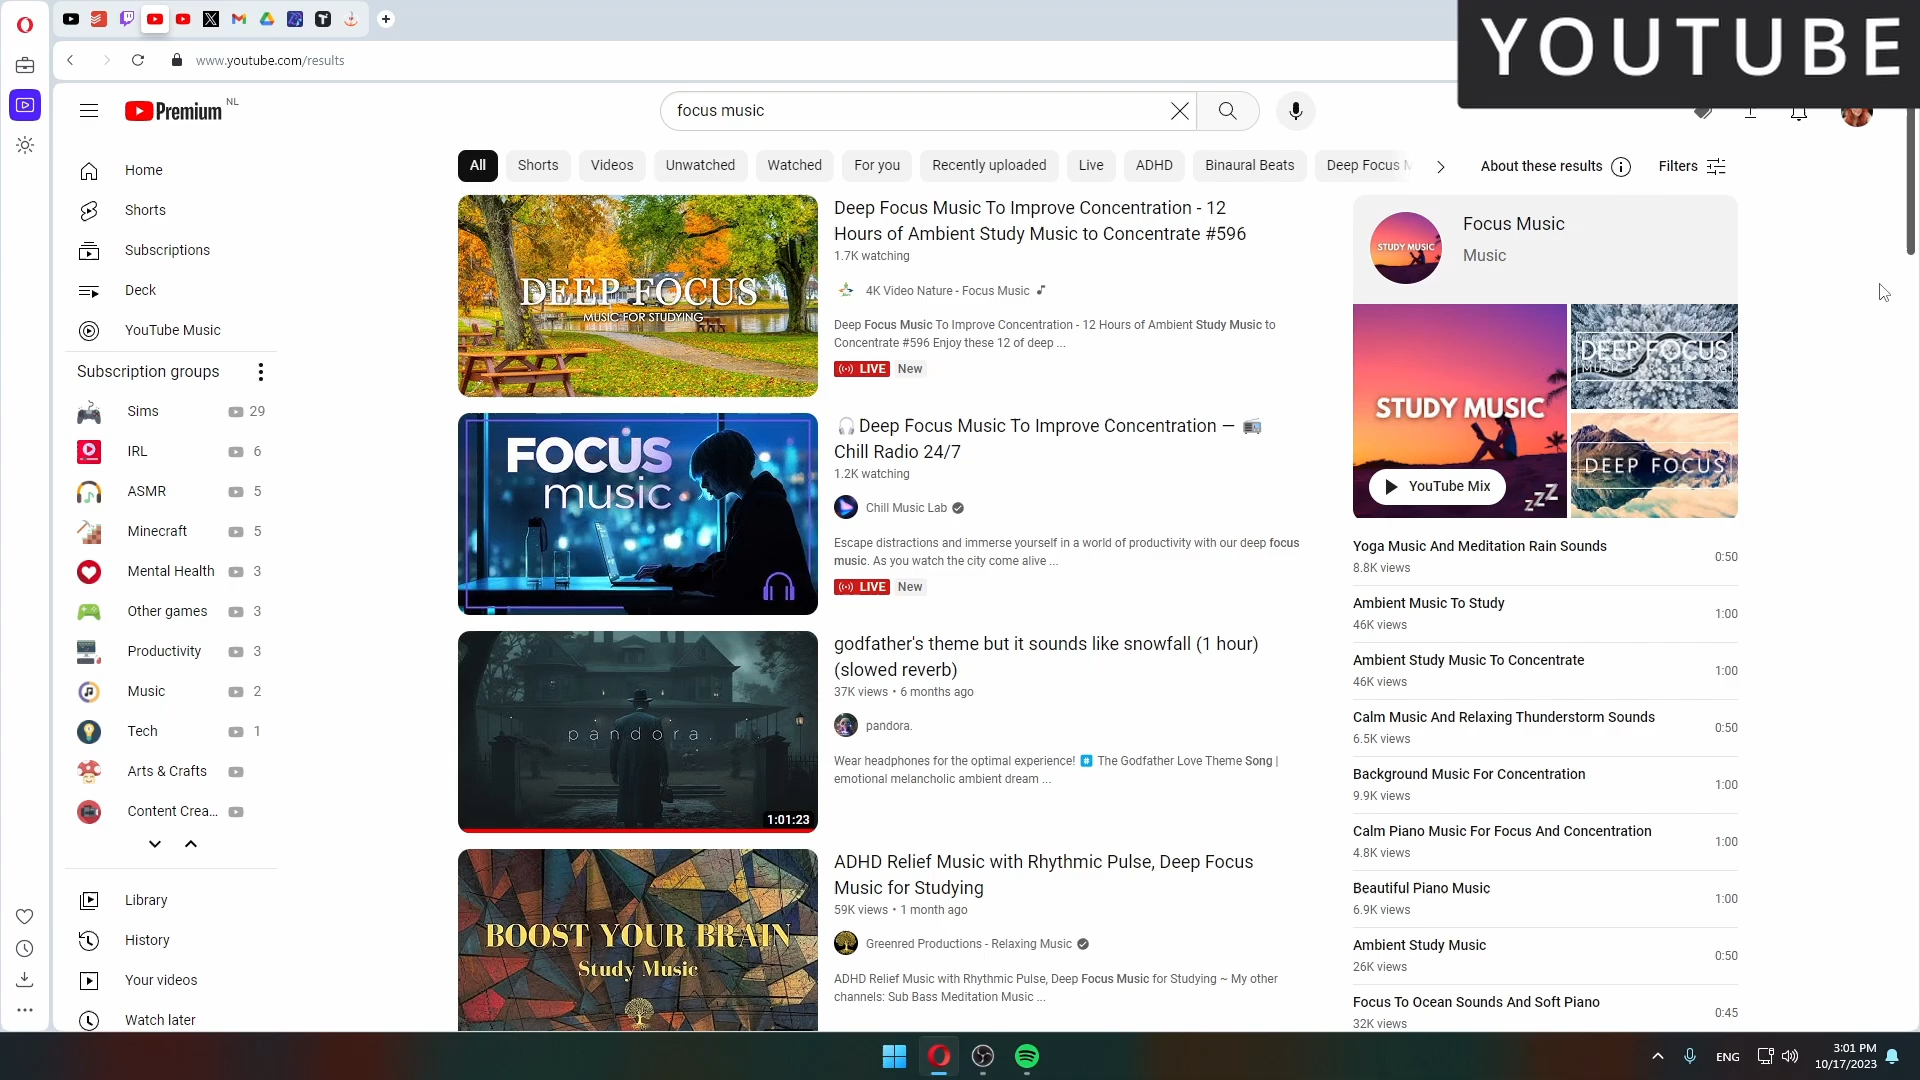 YOUTUBE
www.youtube.com/results
Premium NL
focus music
All
Shorts
Videos
Unwatched
Watched
For you
Recently uploaded
Live
ADHD
Binaural Beats
Deep Focus M
About these results
Filters
Home
Shorts
Subscriptions
Deck
YouTube Music
Subscription groups
Sims 29
IRL 6
ASMR 5
Minecraft 5
Mental Health 3
Other games 3
Productivity 3
Music 2
Tech 1
Arts & Crafts
Content Crea...
Library
History
Your videos
Watch later
DEEP FOCUS
MUSIC FOR STUDYING
Deep Focus Music To Improve Concentration - 12
Hours of Ambient Study Music to Concentrate #596
1.7K watching
4K Video Nature - Focus Music
Deep Focus Music To Improve Concentration - 12 Hours of Ambient Study Music to
Concentrate #596 Enjoy these 12 of deep ...
LIVE New
FOCUS
music
Deep Focus Music To Improve Concentration —
Chill Radio 24/7
1.2K watching
Chill Music Lab
Escape distractions and immerse yourself in a world of productivity with our deep focus
music. As you watch the city come alive ...
LIVE New
pandora.
1:01:23
godfather's theme but it sounds like snowfall (1 hour)
(slowed reverb)
37K views • 6 months ago
pandora.
Wear headphones for the optimal experience! #️⃣ The Godfather Love Theme Song |
emotional melancholic ambient dream ...
BOOST YOUR BRAIN
Study Music
ADHD Relief Music with Rhythmic Pulse, Deep Focus
Music for Studying
59K views • 1 month ago
Greenred Productions - Relaxing Music
ADHD Relief Music with Rhythmic Pulse, Deep Focus Music for Studying ~ My other
channels: Sub Bass Meditation Music ...
STUDY MUSIC
Focus Music
Music
STUDY MUSIC
YouTube Mix
zzZ
DEEP FOCUS
MUSIC FOR STUDYING
DEEP FOCUS
Yoga Music And Meditation Rain Sounds
8.8K views
0:50
Ambient Music To Study
46K views
1:00
Ambient Study Music To Concentrate
46K views
1:00
Calm Music And Relaxing Thunderstorm Sounds
6.5K views
0:50
Background Music For Concentration
9.9K views
1:00
Calm Piano Music For Focus And Concentration
4.8K views
1:00
Beautiful Piano Music
6.9K views
1:00
Ambient Study Music
26K views
0:50
Focus To Ocean Sounds And Soft Piano
32K views
0:45
ENG
3:01 PM
10/17/2023